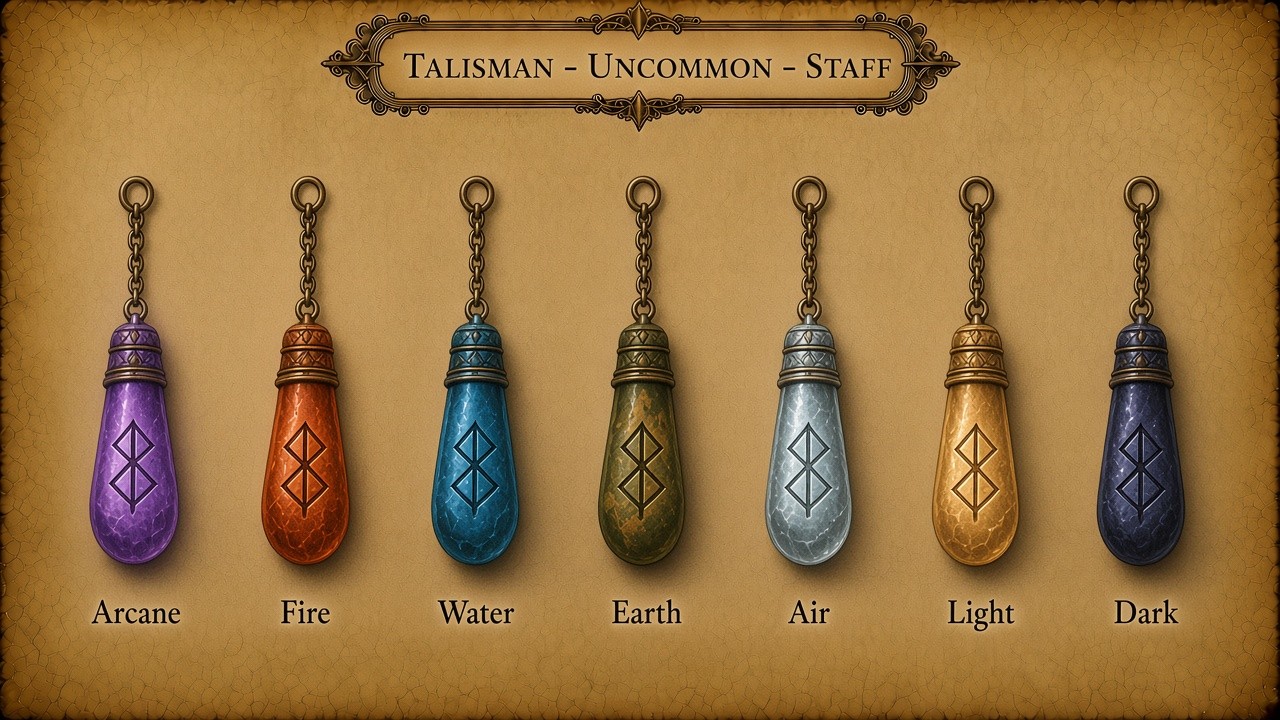 Talisman – Uncommon – Staff
Arcane
Fire
Water
Earth
Air
Light
Dark